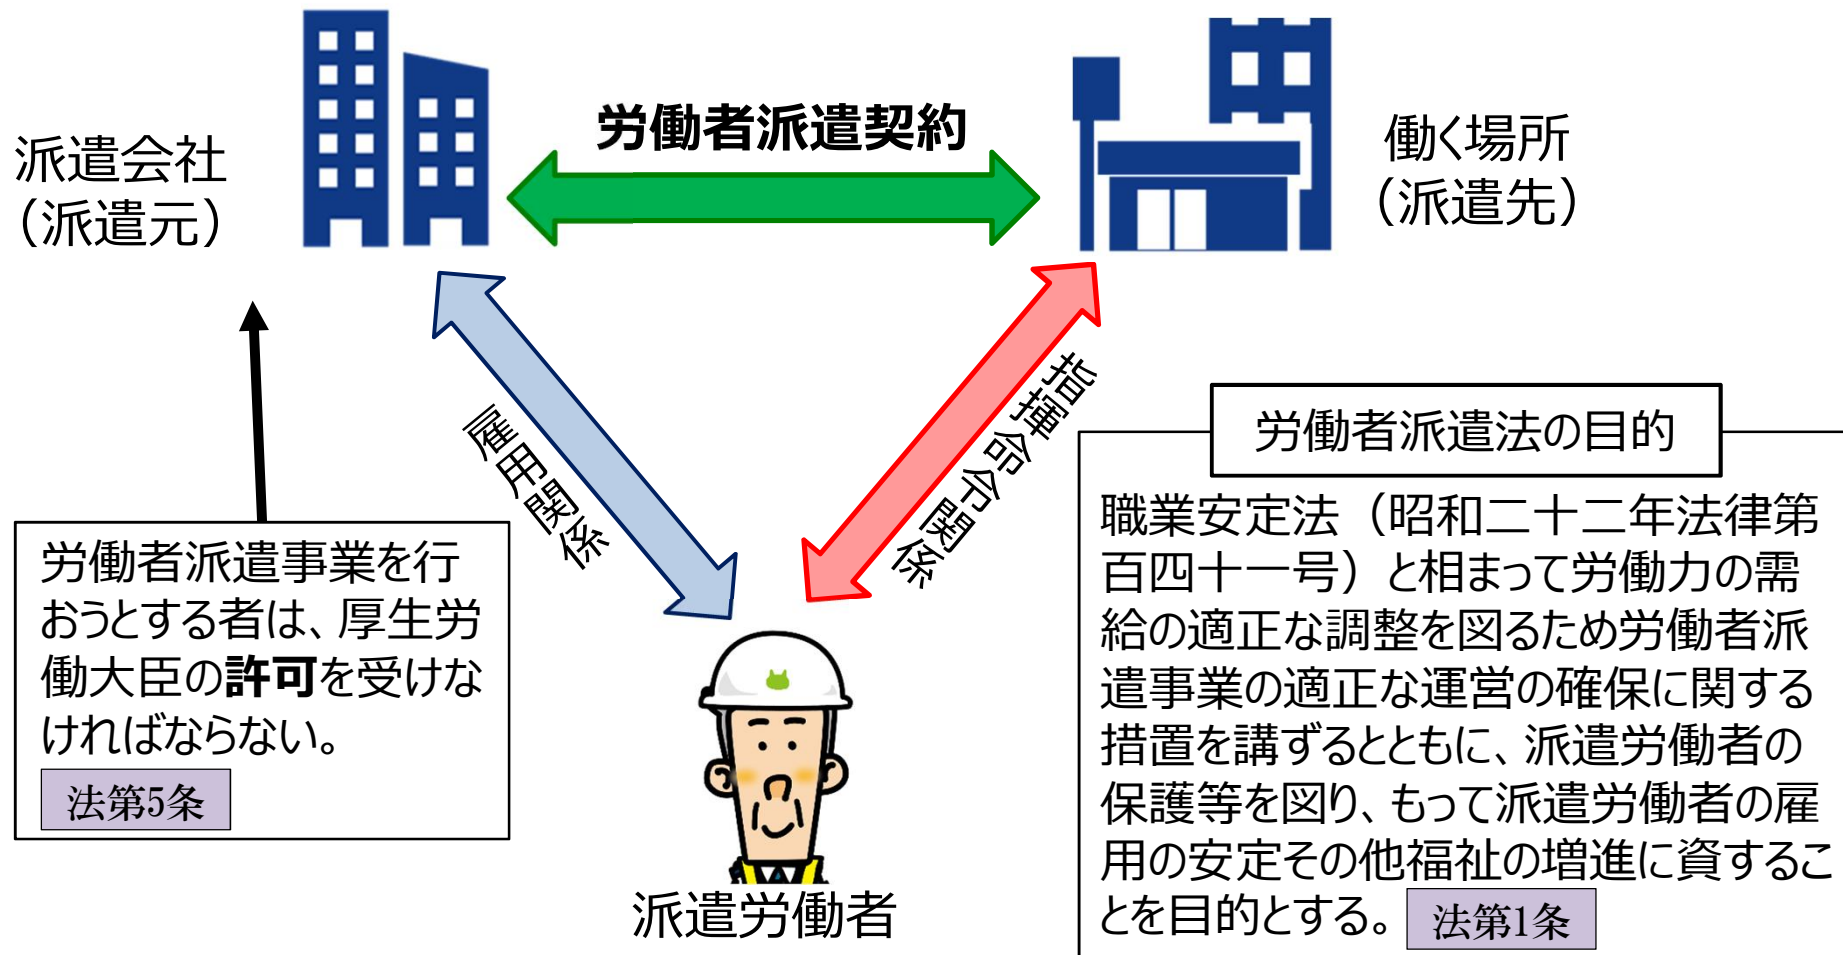 労働者派遣契約
派遣会社
（派遣元）
働く場所
（派遣先）
雇用関係
指揮命令関係
労働者派遣事業を行
おうとする者は、厚生労
働大臣の許可を受けな
ければならない。
法第5条
派遣労働者
労働者派遣法の目的
職業安定法（昭和二十二年法律第
百四十一号）と相まって労働力の需
給の適正な調整を図るため労働者派
遣事業の適正な運営の確保に関する
措置を講ずるとともに、派遣労働者の
保護等を図り、もって派遣労働者の雇
用の安定その他福祉の増進に資するこ
とを目的とする。 法第1条